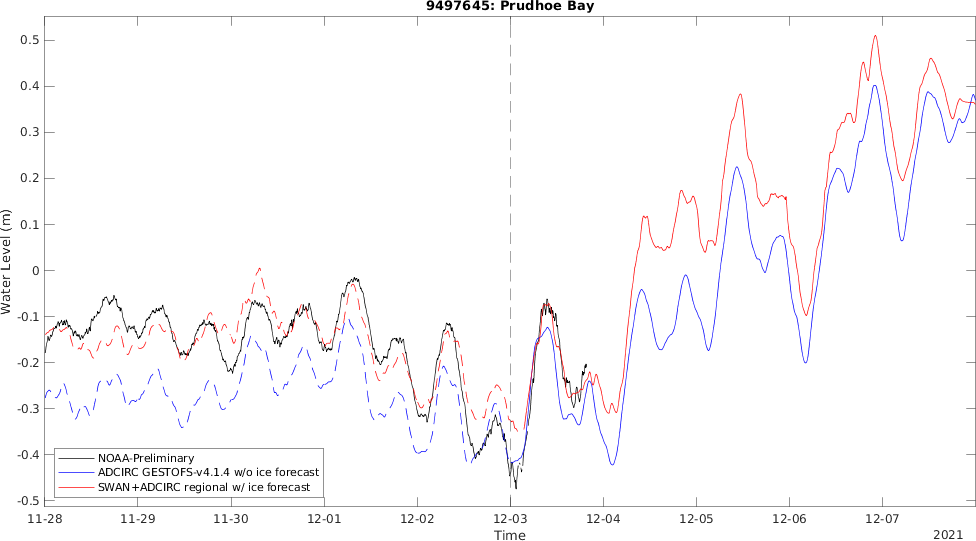 9497645: Prudhoe Bay
0.5
0.4
0.3
0.2
0.1
0
-0.1
-0.2
-0.3
-0.4
-0.5
Water Level (m)
NOAA-Preliminary
ADCIRC GESTOFS-v4.1.4 w/o ice forecast
SWAN+ADCIRC regional w/ ice forecast
11-28 11-29 11-30 12-01 12-02 12-03 12-04 12-05 12-06 12-07
Time
2021